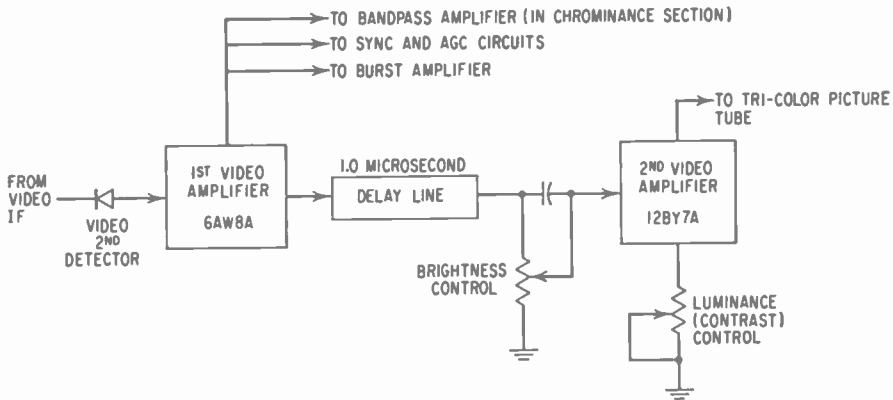 TO BANDPASS AMPLIFIER (IN CHROMINANCE SECTION)
TO SYNC AND AGC CIRCUITS
TO BURST AMPLIFIER
TO TRI-COLOR PICTURE
TUBE
FROM
VIDEO
IF
VIDEO
2ND
DETECTOR
1ST VIDEO
AMPLIFIER
6AW8A
1.0 MICROSECOND
DELAY LINE
BRIGHTNESS
CONTROL
2ND VIDEO
AMPLIFIER
12BY7A
LUMINANCE
(CONTRAST)
CONTROL